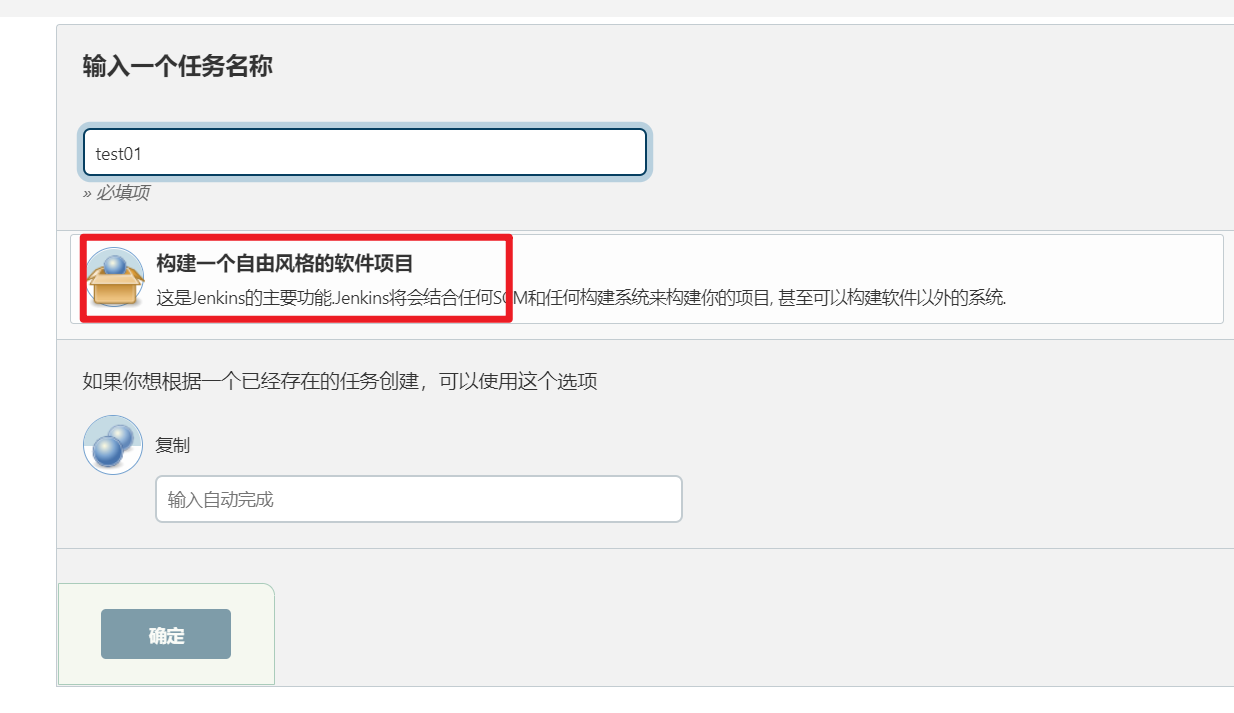 输入一个任务名称
test01
» 必填项
构建一个自由风格的软件项目
这是Jenkins的主要功能.Jenkins将会结合任何SCM和任何构建系统来构建你的项目, 甚至可以构建软件以外的系统.
如果你想根据一个已经存在的任务创建，可以使用这个选项
复制
输入自动完成
确定